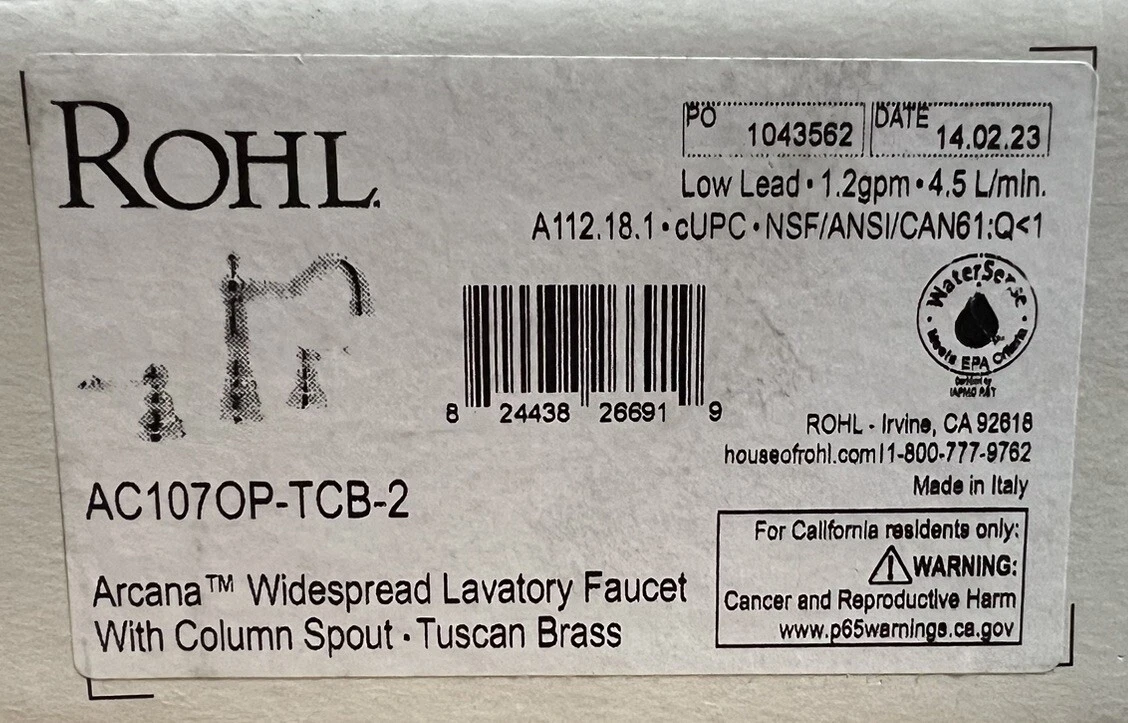 ROHL.
PO 1043562
DATE 14.02.23
Low Lead • 1.2gpm • 4.5 L/min.
A112.18.1 • cUPC • NSF/ANSI/CAN61:Q<1
WaterSense
Meets EPA Criteria
Certified by
IAPMO R&T
8 24438 26691 9
ROHL - Irvine, CA 92618
houseofrohl.com | 1-800-777-9762
Made in Italy
AC107OP-TCB-2
Arcana™ Widespread Lavatory Faucet
With Column Spout • Tuscan Brass
For California residents only:
⚠WARNING:
Cancer and Reproductive Harm
www.p65warnings.ca.gov